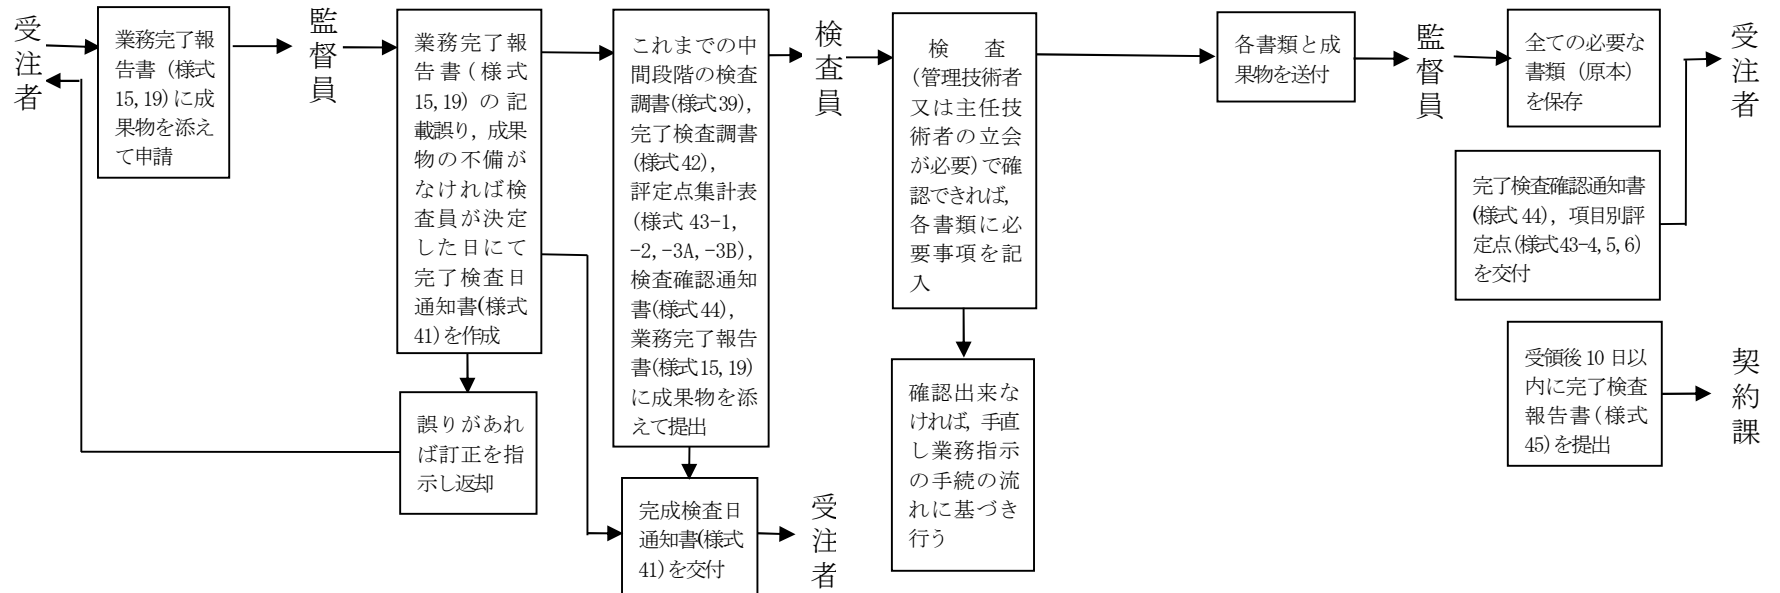 受注者
業務完了報
告書（様式
15,19)に成
果物を添え
て申請
監督員
業務完了報
告書(様式
15,19)の記
載誤り，成果
物の不備が
なければ検
査員が決定
した日にて
完了検査日
通知書(様式
41)を作成
誤りがあれ
ば訂正を指
示し返却
これまでの中
間段階の検査
調書(様式39)，
完了検査調書
(様式42)，
評定点集計表
(様式 43-1，
-2，-3A，-3B)，
検査確認通知
書(様式44)，
業務完了報告
書(様式15,19)
に成果物を添
えて提出
完成検査日
通知書(様式
41)を交付
受注者
検査員
検　査
(管理技術者
又は主任技
術者の立会
が必要)で確
認できれば，
各書類に必
要事項を記
入
確認出来な
ければ，手直
し業務指示
の手続の流
れに基づき
行う
各書類と成
果物を送付
監督員
全ての必要な
書類（原本）
を保存
完了検査確認通知書
(様式 44)，項目別評
定点(様式43-4,5,6)
を交付
受注者
受領後 10 日以
内に完了検査
報告書(様式
45)を提出
契約課